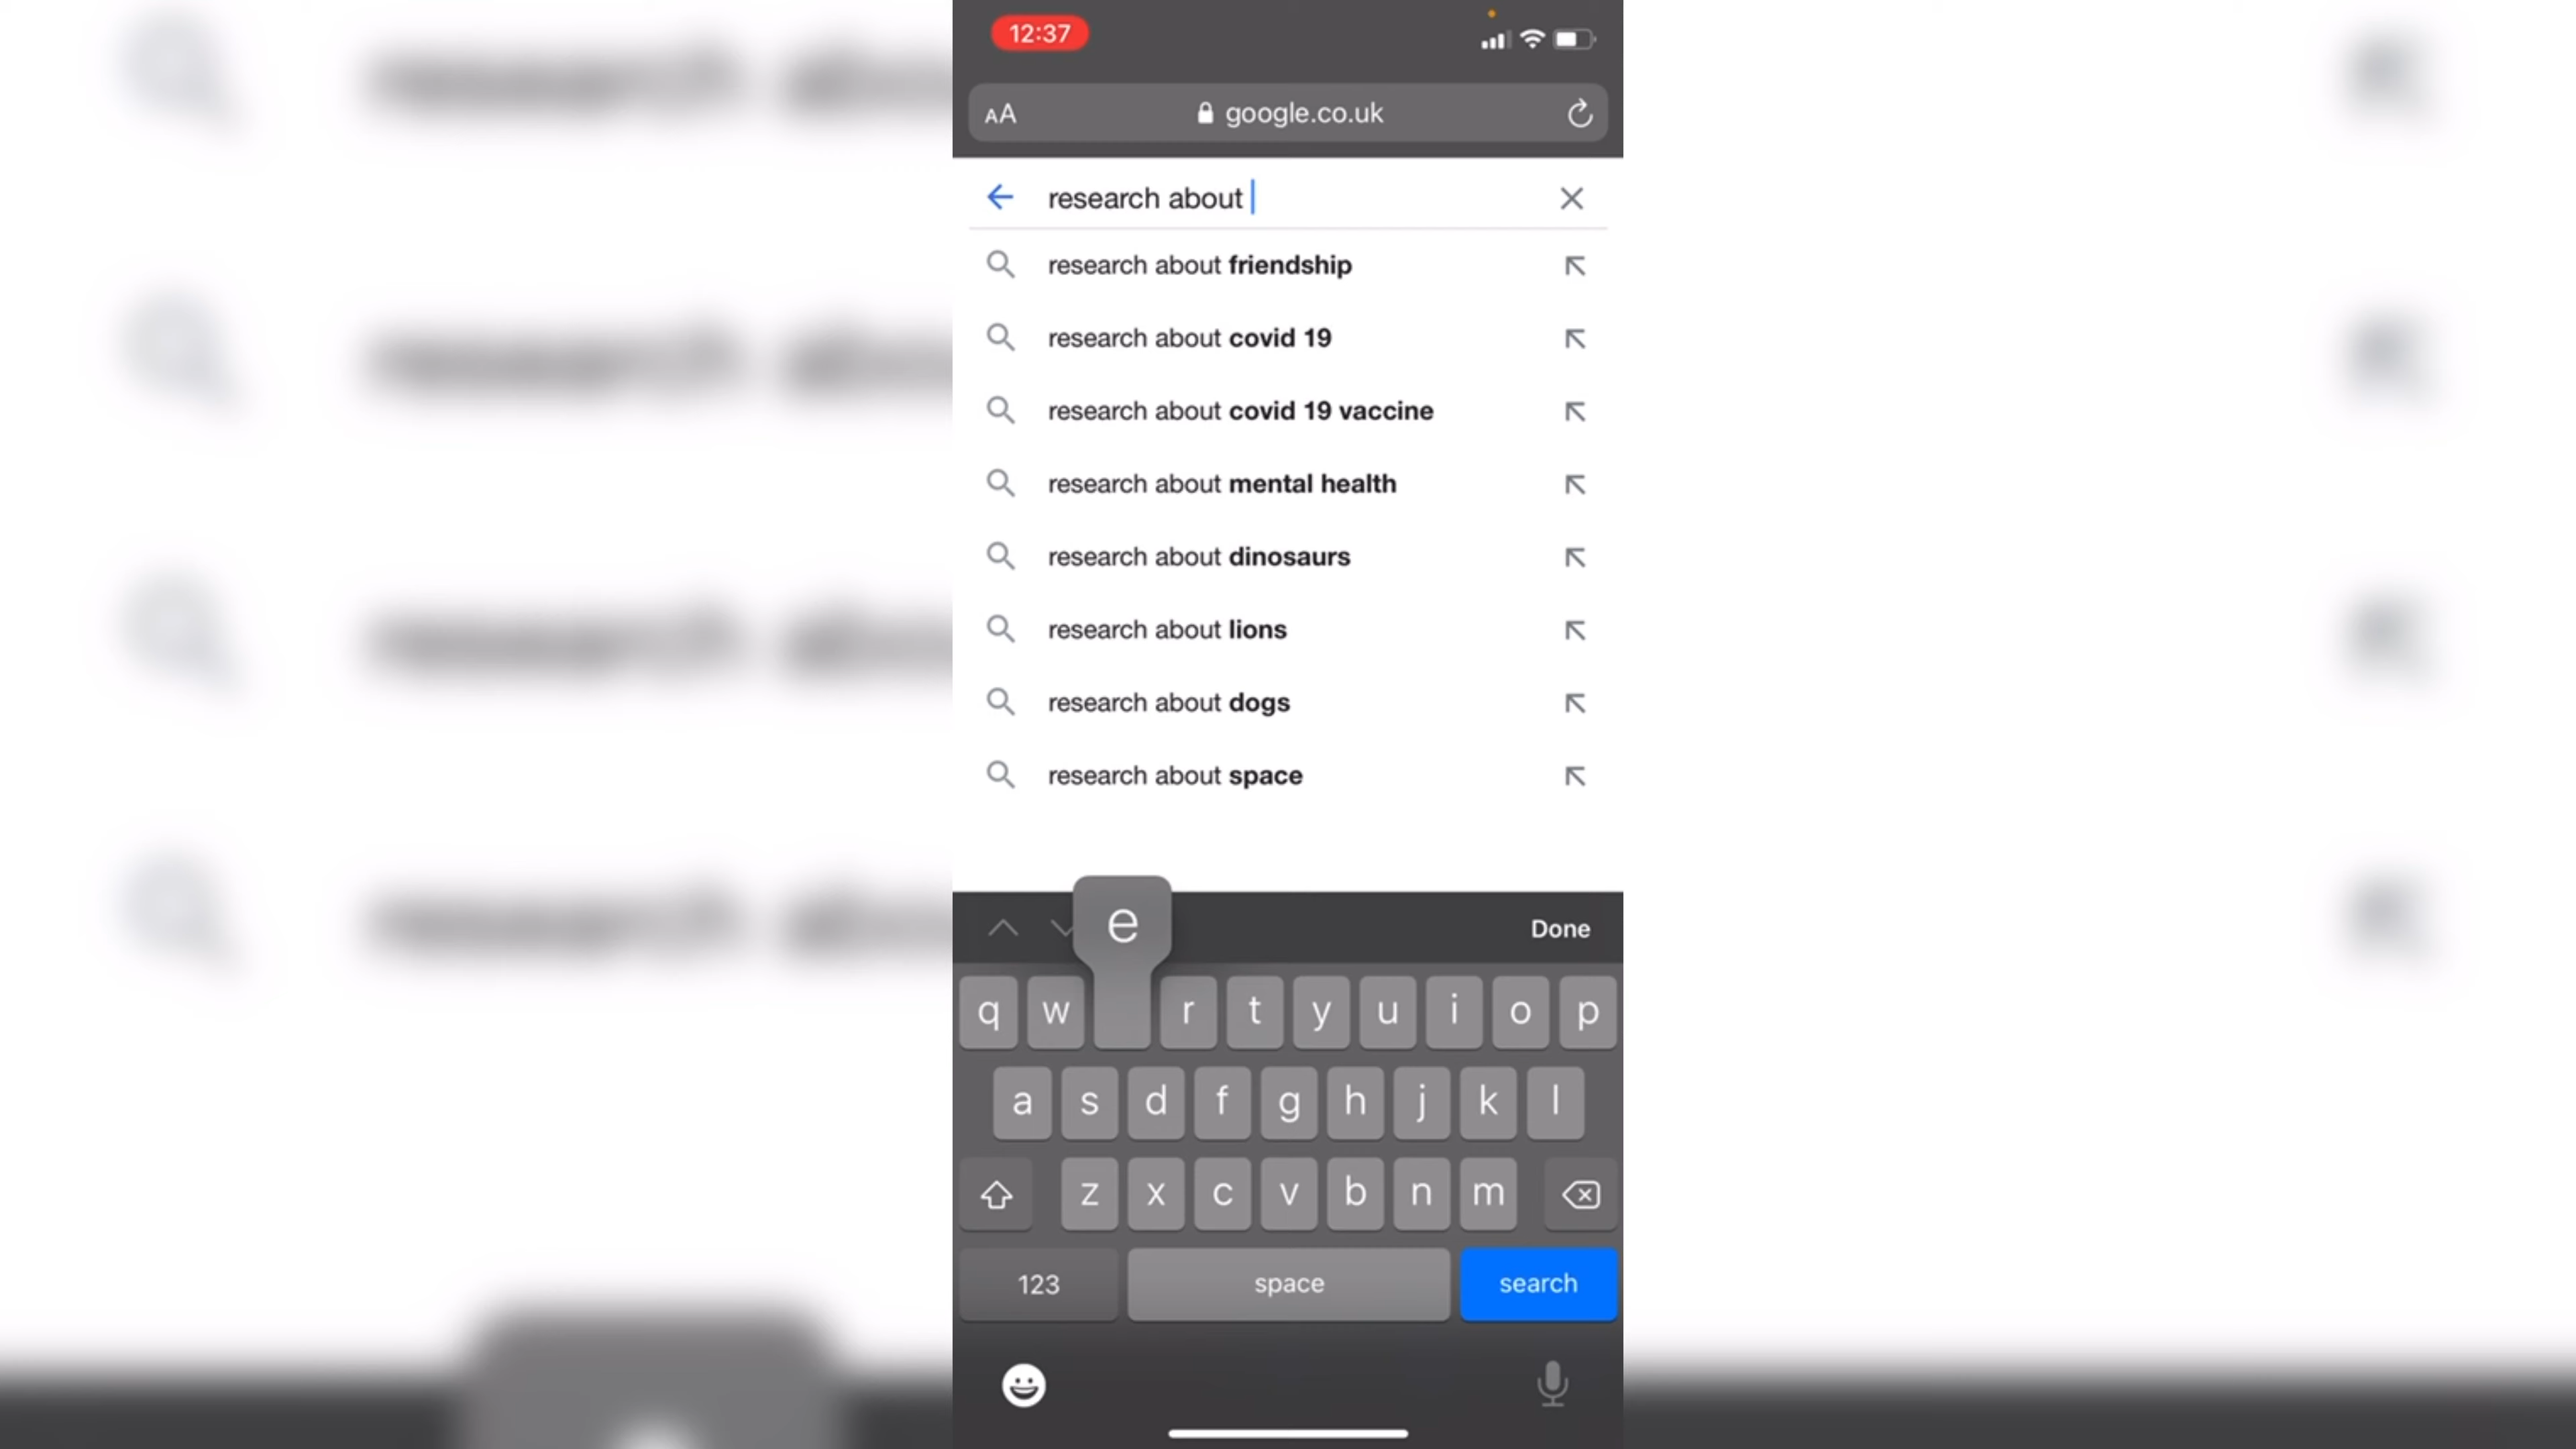 12:37
AA google.co.uk
research about
research about friendship
research about covid 19
research about covid 19 vaccine
research about mental health
research about dinosaurs
research about lions
research about dogs
research about space
e
Done
q w r t y u i o p
a s d f g h j k l
z x c v b n m
123 space search